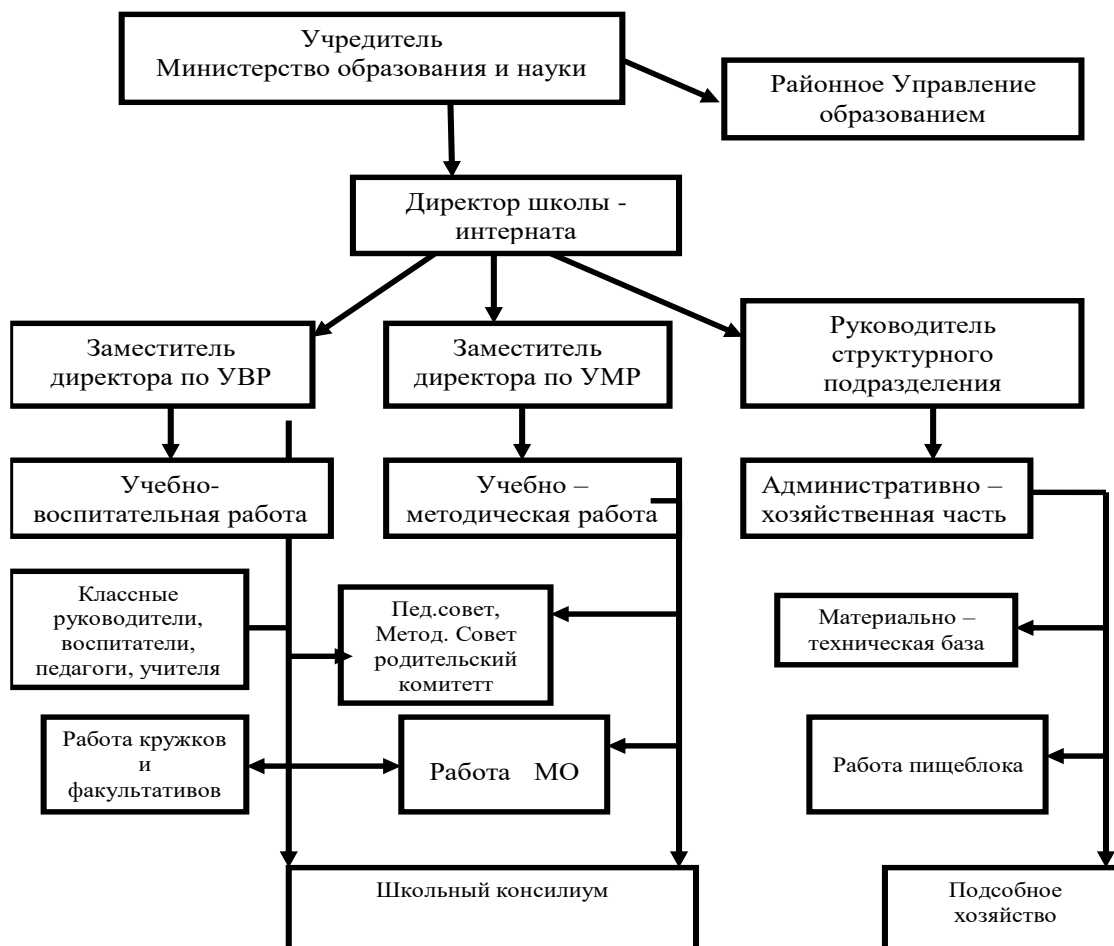 Учредитель
Министерство образования и науки
Районное Управление
образованием
Директор школы -
интерната
Заместитель
директора по УВР
Заместитель
директора по УМР
Руководитель
структурного
подразделения
Учебно-
воспитательная работа
Учебно –
методическая работа
Административно –
хозяйственная часть
Классные
руководители,
воспитатели,
педагоги, учителя
Пед.совет,
Метод. Совет
родительский
комитетт
Материально –
техническая база
Работа кружков
и
факультативов
Работа МО
Работа пищеблока
Школьный консилиум
Подсобное
хозяйство